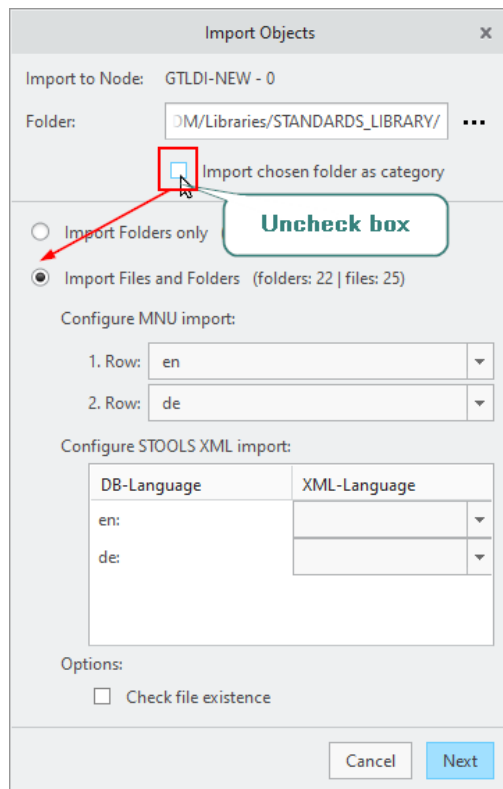 Import Objects ×
Import to Node: GTLDI-NEW - 0
Folder: DM/Libraries/STANDARDS_LIBRARY/ ...
Import chosen folder as category
Uncheck box
Import Folders only
Import Files and Folders (folders: 22 | files: 25)
Configure MNU import:
1. Row: en
2. Row: de
Configure STOOLS XML import:
DB-Language XML-Language
en:
de:
Options:
Check file existence
Cancel Next